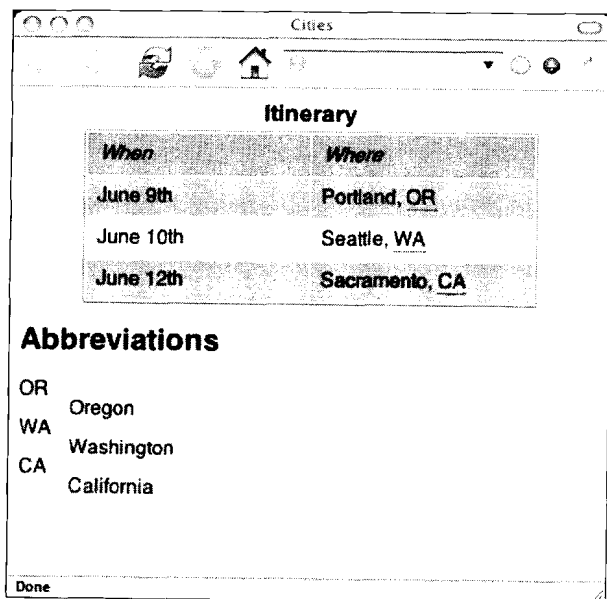 Cities
Itinerary
When Where
June 9th Portland, OR
June 10th Seattle, WA
June 12th Sacramento, CA
Abbreviations
OR
Oregon
WA
Washington
CA
California
Done